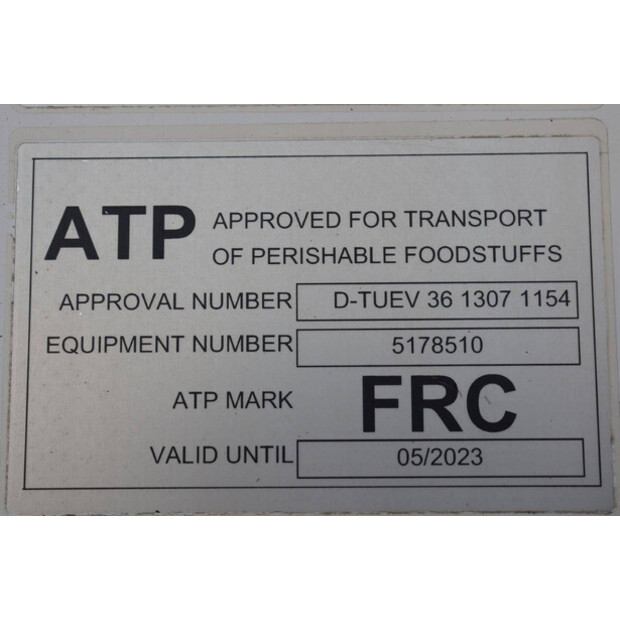 ATP APPROVED FOR TRANSPORT
OF PERISHABLE FOODSTUFFS
APPROVAL NUMBER D-TUEV 36 1307 1154
EQUIPMENT NUMBER 5178510
ATP MARK FRC
VALID UNTIL 05/2023